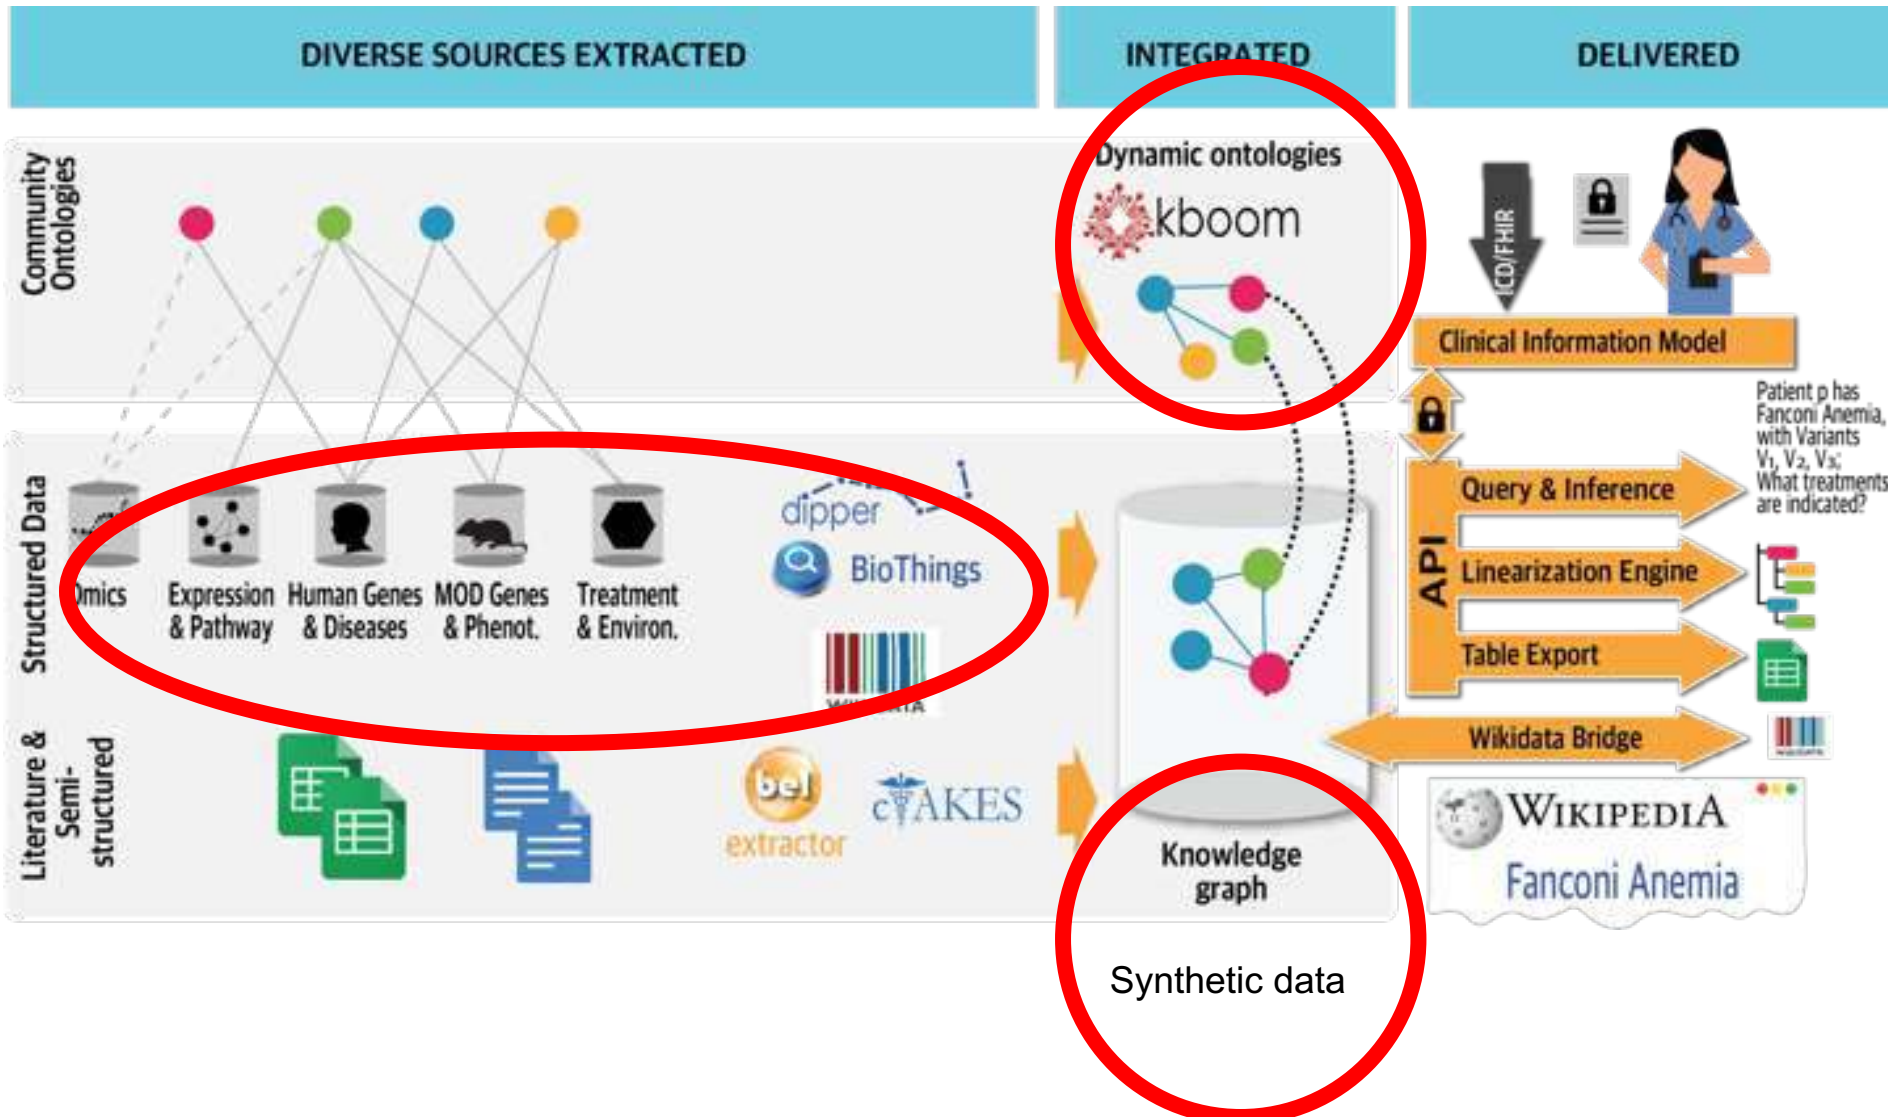 DIVERSE SOURCES EXTRACTED
INTEGRATED
DELIVERED
Community
Ontologies
Dynamic ontologies
kboom
ICD/FHIR
Clinical Information Model
Structured Data
Omics
Expression
& Pathway
Human Genes
& Diseases
MOD Genes
& Phenot.
Treatment
& Environ.
dipper
BioThings
WIKIDATA
API
Query & Inference
Linearization Engine
Table Export
Patient p has
Fanconi Anemia,
with Variants
V1, V2, V3;
What treatments
are indicated?
Wikidata Bridge
Literature &
Semi-
structured
bel
extractor
cTAKES
Knowledge
graph
WIKIPEDIA
Fanconi Anemia
Synthetic data